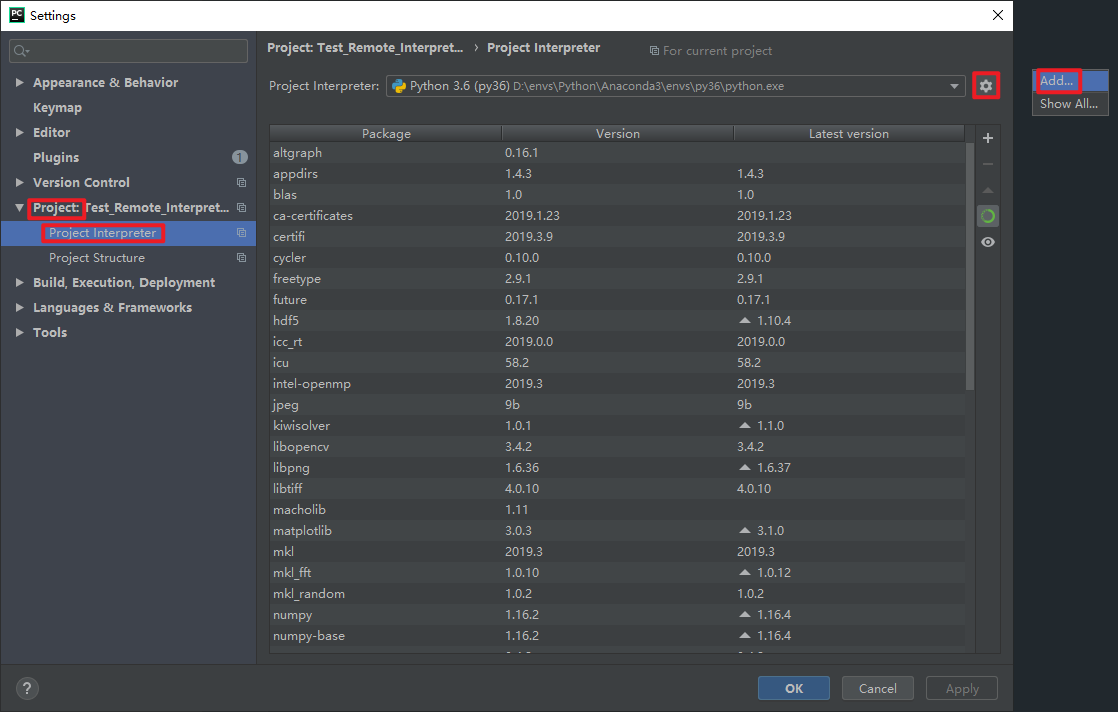 PC Settings
Project: Test_Remote_Interpret... › Project Interpreter For current project
Appearance & Behavior
Keymap
Editor
Plugins 1
Version Control
Project: Test_Remote_Interpret...
Project Interpreter
Project Structure
Build, Execution, Deployment
Languages & Frameworks
Tools
Project Interpreter: Python 3.6 (py36) D:\envs\Python\Anaconda3\envs\py36\python.exe
Add...
Show All...
Package Version Latest version
altgraph 0.16.1
appdirs 1.4.3 1.4.3
blas 1.0 1.0
ca-certificates 2019.1.23 2019.1.23
certifi 2019.3.9 2019.3.9
cycler 0.10.0 0.10.0
freetype 2.9.1 2.9.1
future 0.17.1 0.17.1
hdf5 1.8.20 1.10.4
icc_rt 2019.0.0 2019.0.0
icu 58.2 58.2
intel-openmp 2019.3 2019.3
jpeg 9b 9b
kiwisolver 1.0.1 1.1.0
libopencv 3.4.2 3.4.2
libpng 1.6.36 1.6.37
libtiff 4.0.10 4.0.10
macholib 1.11
matplotlib 3.0.3 3.1.0
mkl 2019.3 2019.3
mkl_fft 1.0.10 1.0.12
mkl_random 1.0.2 1.0.2
numpy 1.16.2 1.16.4
numpy-base 1.16.2 1.16.4
? OK Cancel Apply